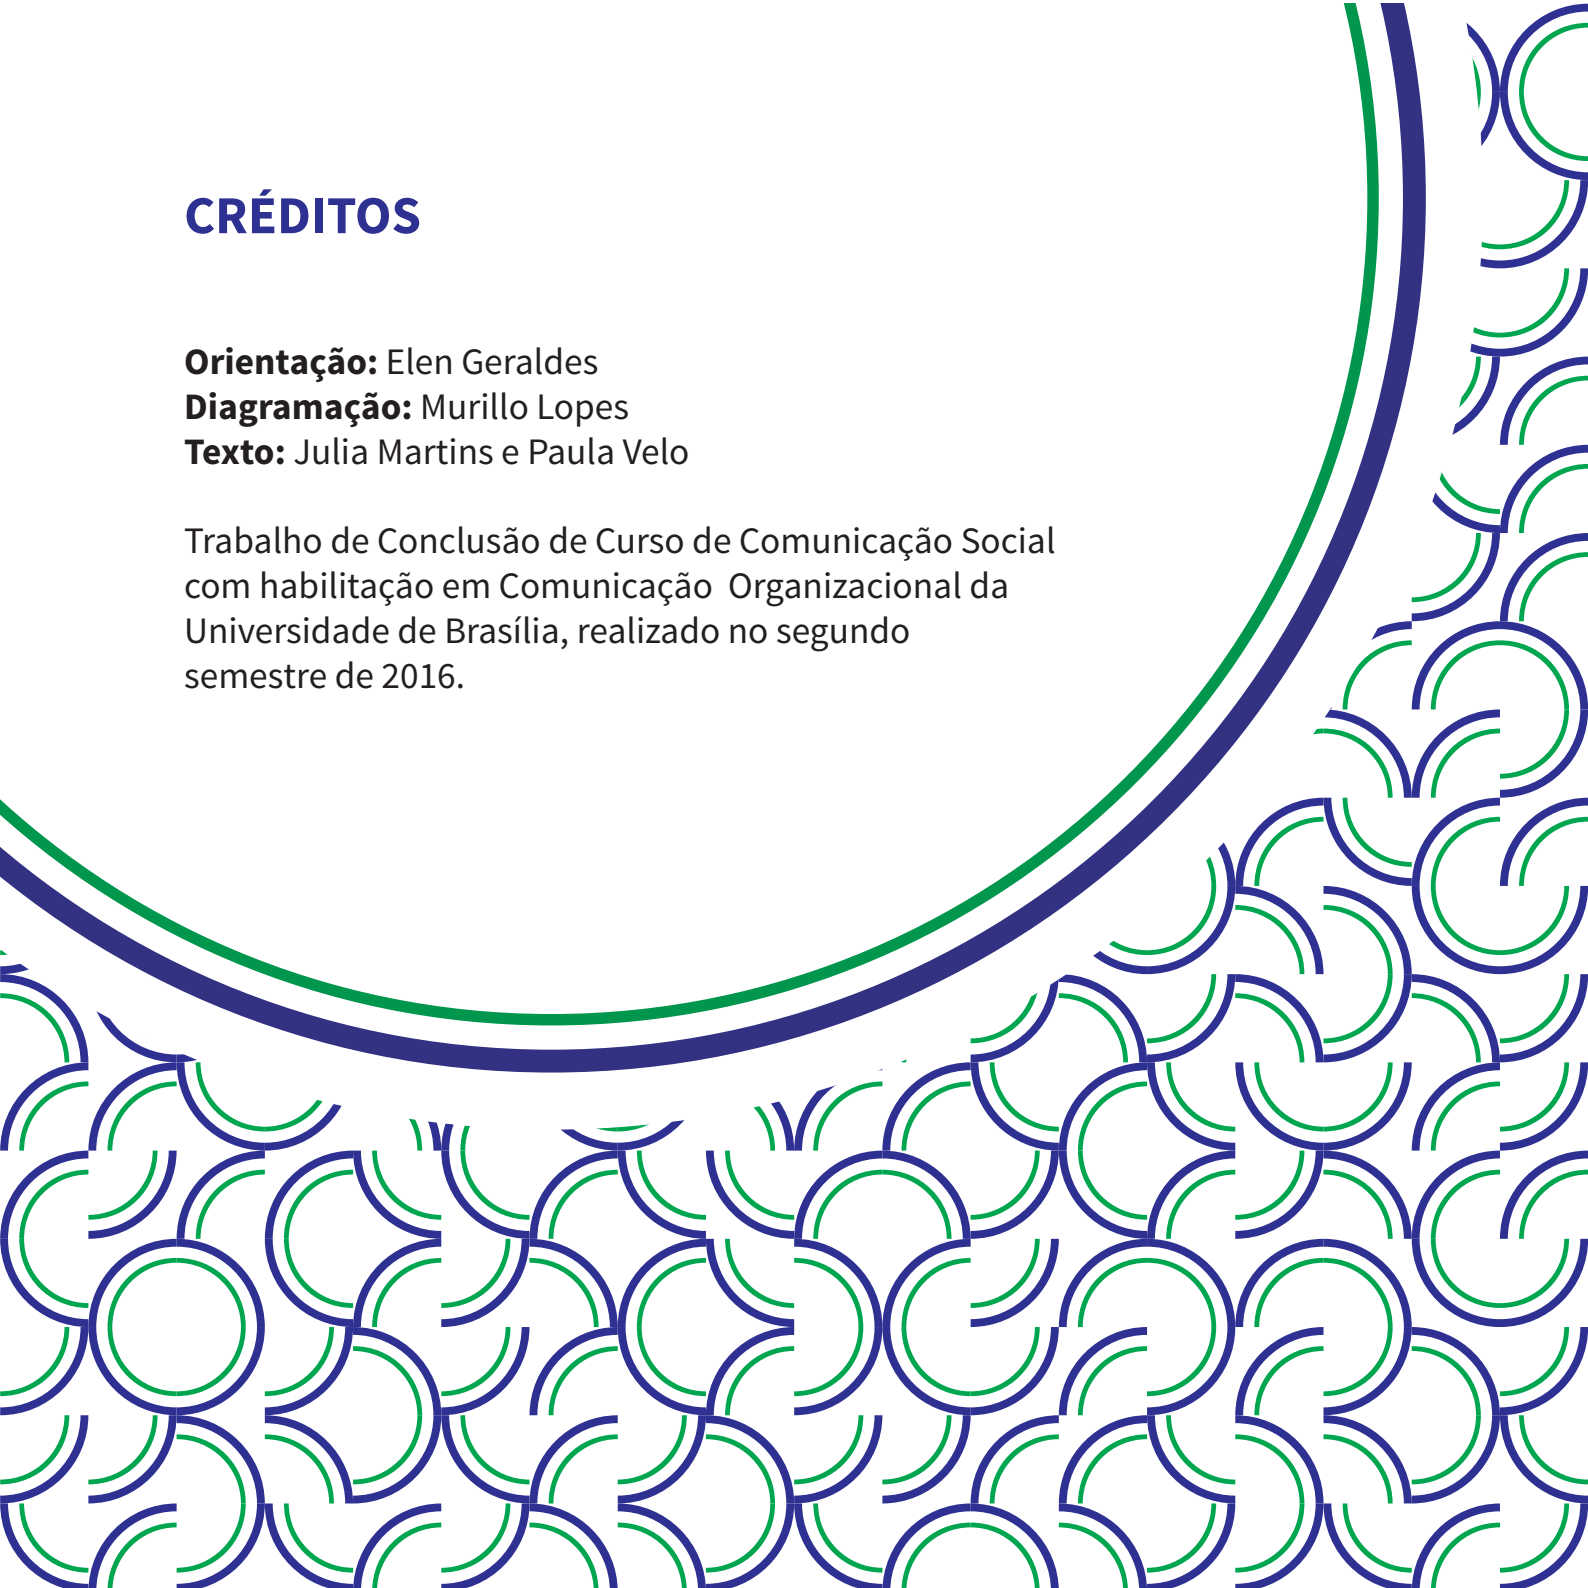 CRÉDITOS
Orientação: Elen Geraldes
Diagramação: Murillo Lopes
Texto: Julia Martins e Paula Velo
Trabalho de Conclusão de Curso de Comunicação Social
com habilitação em Comunicação  Organizacional da
Universidade de Brasília, realizado no segundo
semestre de 2016.